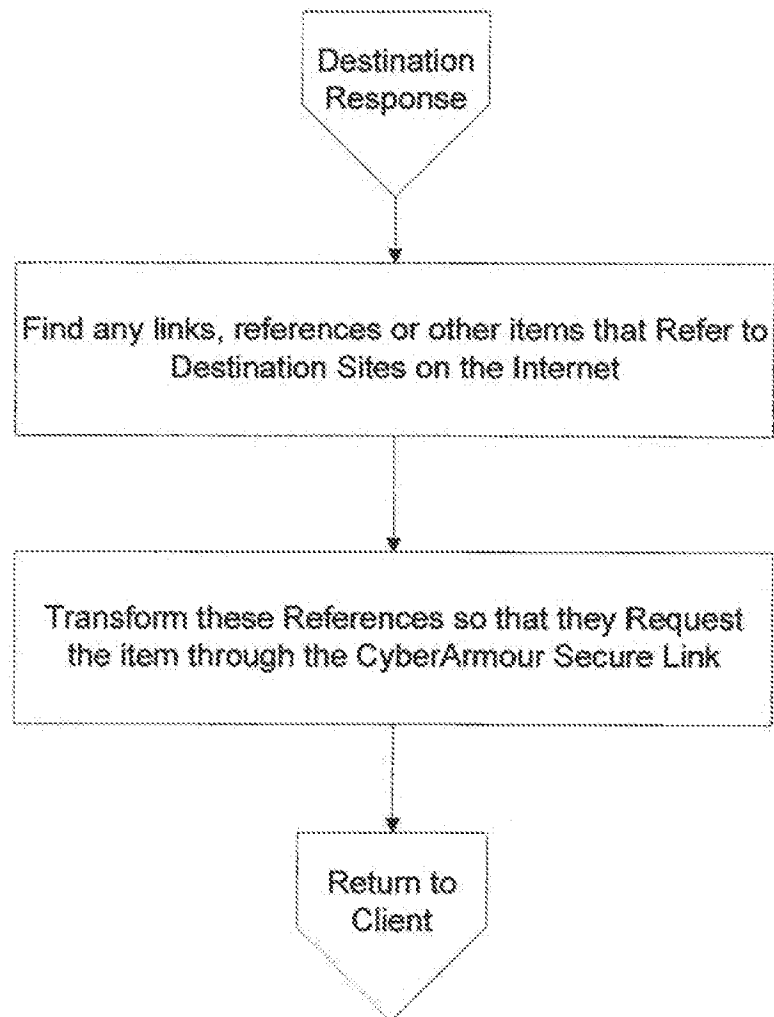 Destination
Response
Find any links, references or other items that Refer to
Destination Sites on the Internet
Transform these References so that they Request
the item through the CyberArmour Secure Link
Return to
Client